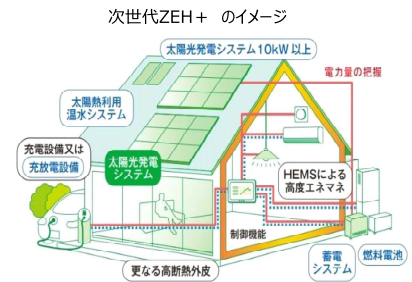 次世代ZEH＋ のイメージ
太陽光発電システム10kW以上
電力量の把握
太陽熱利用
温水システム
充電設備又は
充放電設備
太陽光発電
システム
HEMSによる
高度エネマネ
制御機能
更なる高断熱外皮
蓄電
システム
燃料電池